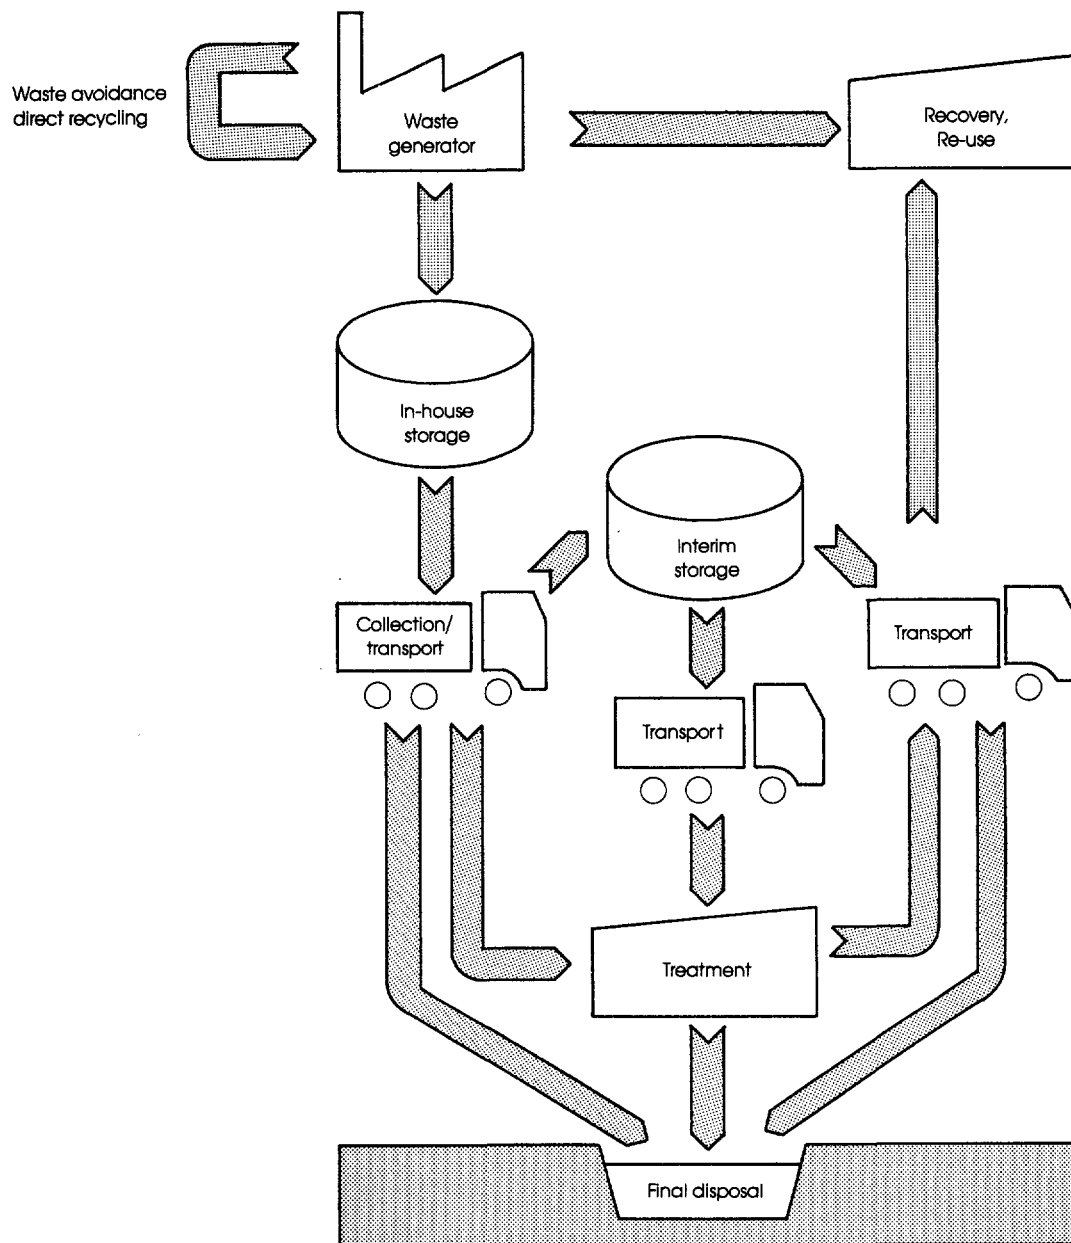 Waste avoidance
direct recycling
Waste
generator
Recovery,
Re-use
In-house
storage
Interim
storage
Collection/
transport
Transport
Transport
Treatment
Final disposal